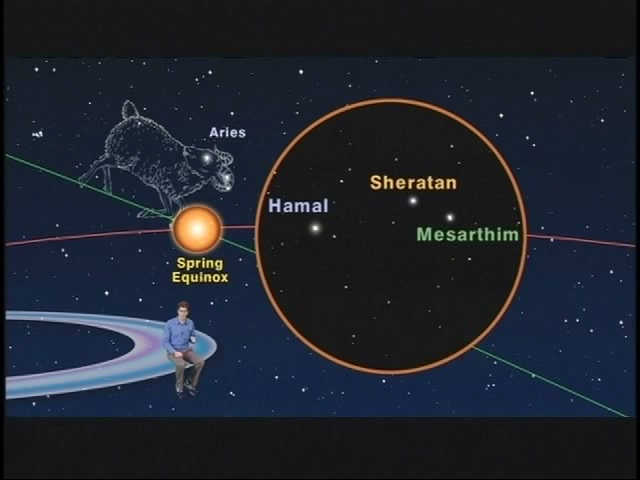 Aries
Sheratan
Hamal
Mesarthim
Spring
Equinox